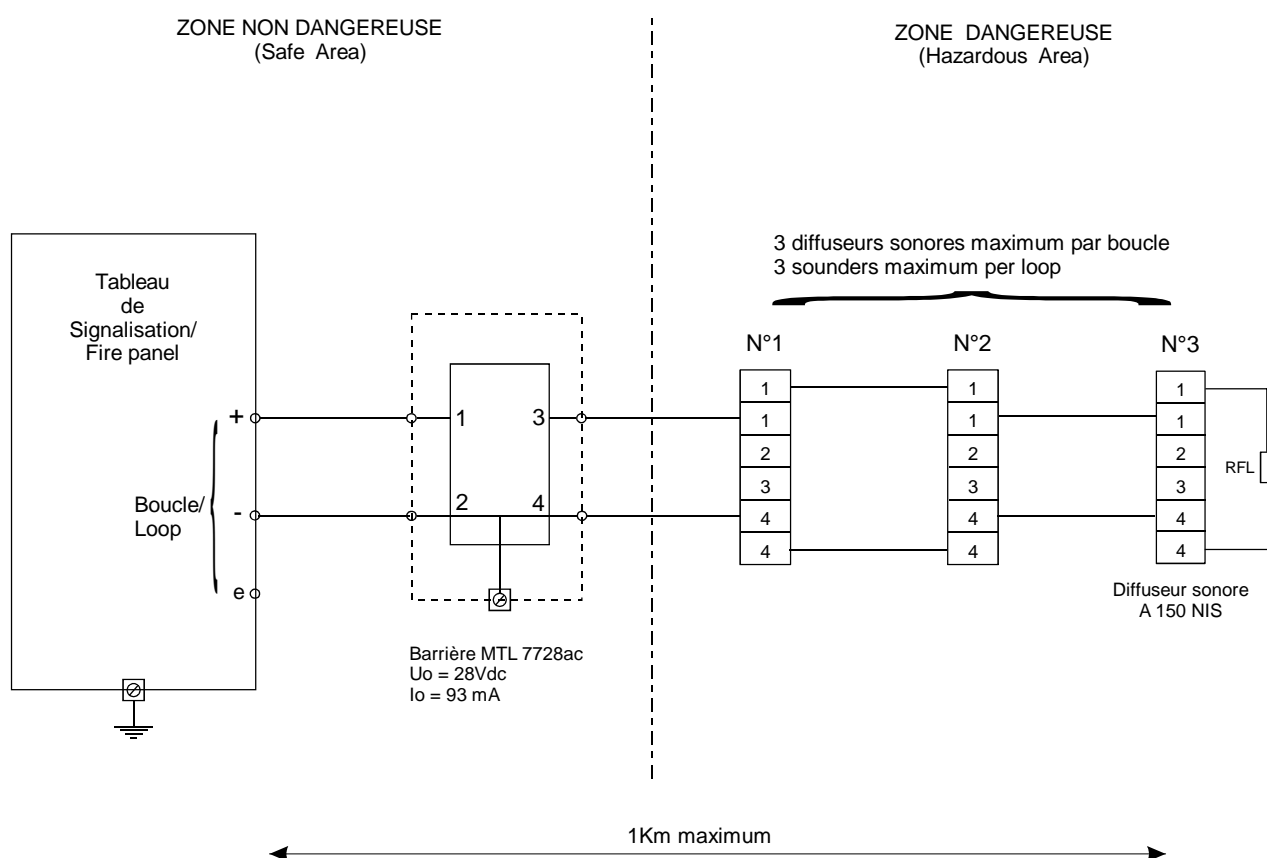 ZONE NON DANGEREUSE
(Safe Area)
ZONE DANGEREUSE
(Hazardous Area)
3 diffuseurs sonores maximum par boucle
3 sounders maximum per loop
Tableau
de
Signalisation/
Fire panel
N°1
N°2
N°3
1
1
2
3
4
4
1
1
2
3
4
4
1
1
2
3
4
4
RFL
+
-
e
Boucle/
Loop
1
3
2
4
Diffuseur sonore
A 150 NIS
Barrière MTL 7728ac
Uo = 28Vdc
Io = 93 mA
1Km maximum